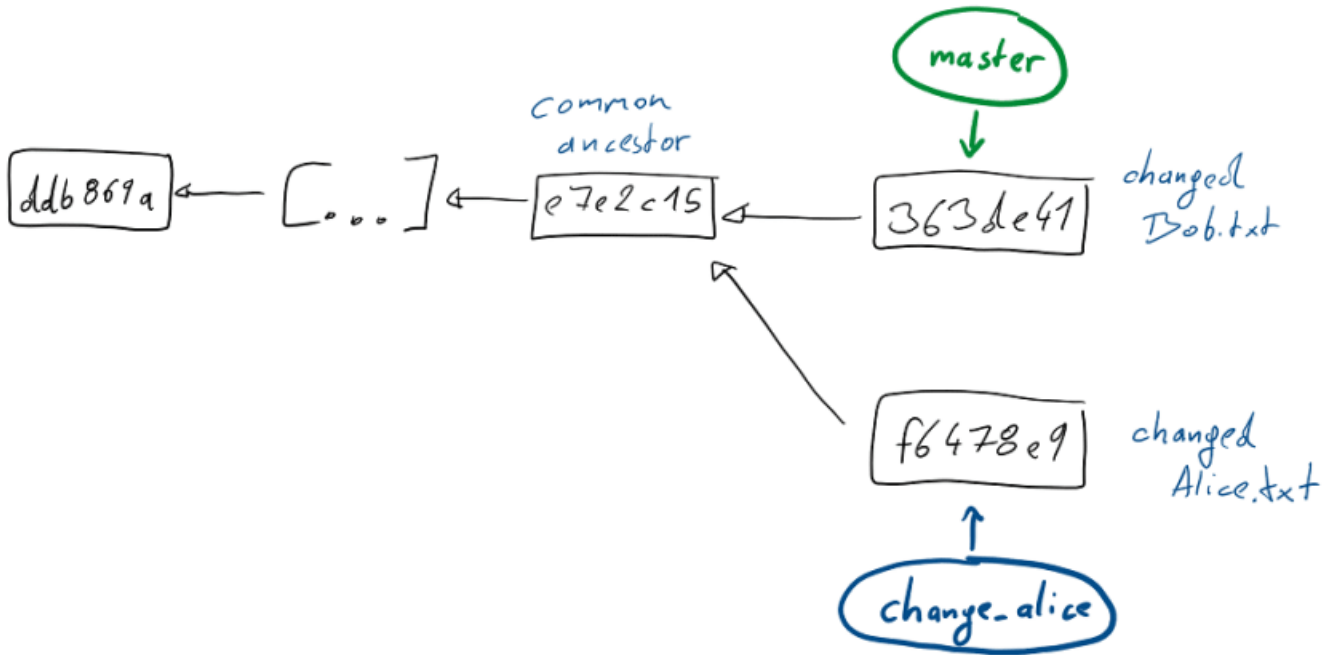 master
common
ancestor
ddb869a
[...]
e7e2c15
363de41
changed
Bob.txt
f6478e9
changed
Alice.txt
change_alice